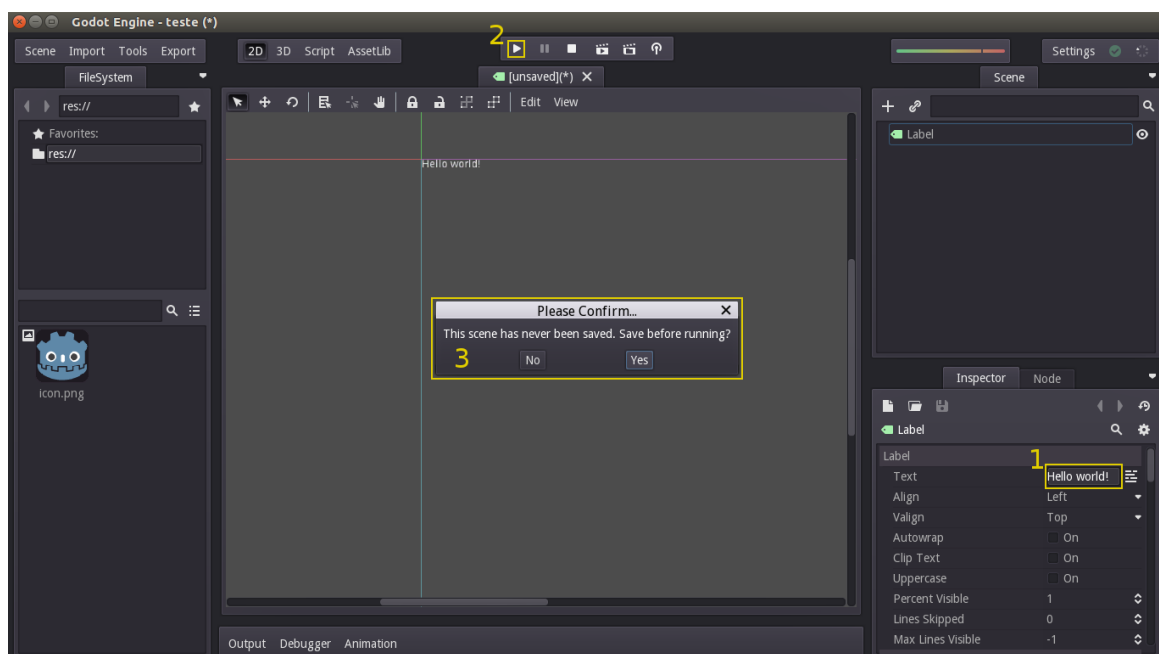 Godot Engine - teste (*)
Scene Import Tools Export 2D 3D Script AssetLib 2 Settings
FileSystem [unsaved](*) Scene
res:// Edit View
Favorites: Label
res://
Hello world!
Please Confirm...
This scene has never been saved. Save before running?
3 No Yes
icon.png
Inspector Node
Label
Label 1
Text Hello world!
Align Left
Valign Top
Autowrap On
Clip Text On
Uppercase On
Percent Visible 1
Lines Skipped 0
Max Lines Visible -1
Output Debugger Animation